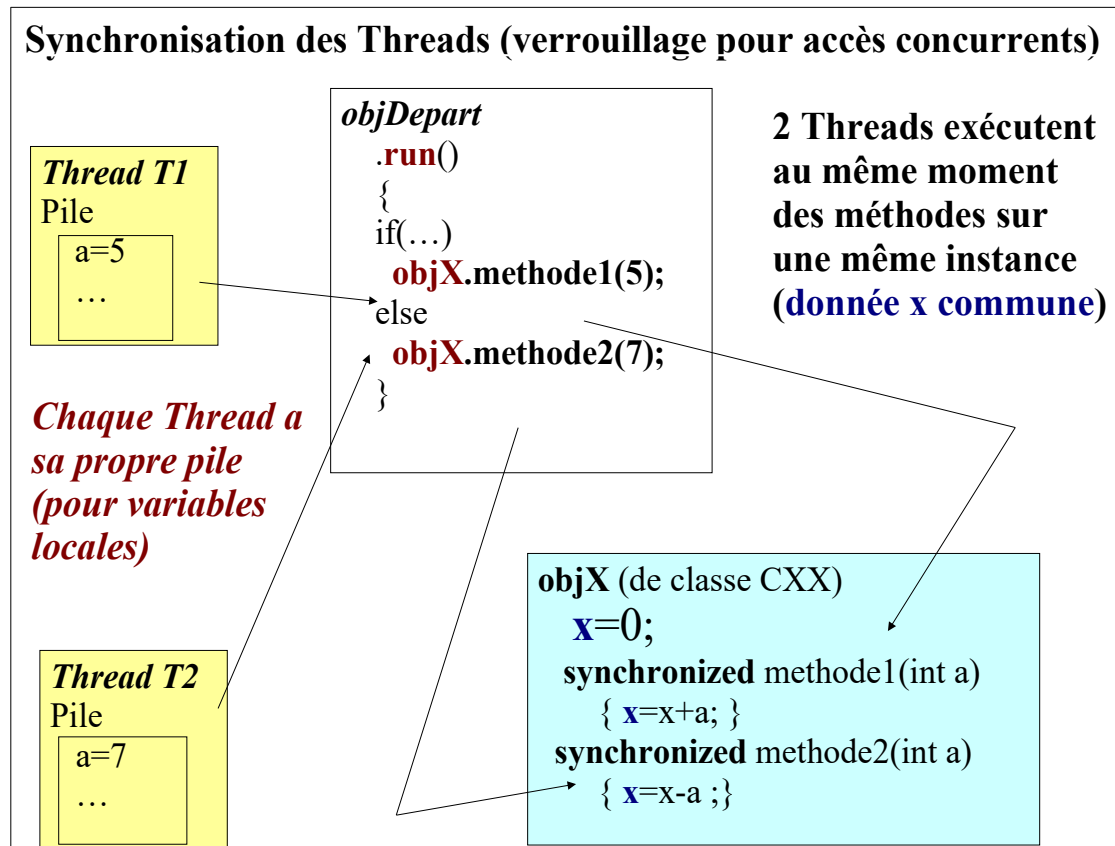 Synchronisation des Threads (verrouillage pour accès concurrents)
Thread T1
Pile
a=5
…
objDepart
.run()
{
if(…)
objX.methode1(5);
else
objX.methode2(7);
}
2 Threads exécutent
au même moment
des méthodes sur
une même instance
(donnée x commune)
Chaque Thread a
sa propre pile
(pour variables
locales)
Thread T2
Pile
a=7
…
objX (de classe CXX)
x=0;
synchronized methode1(int a)
{ x=x+a; }
synchronized methode2(int a)
{ x=x-a ;}